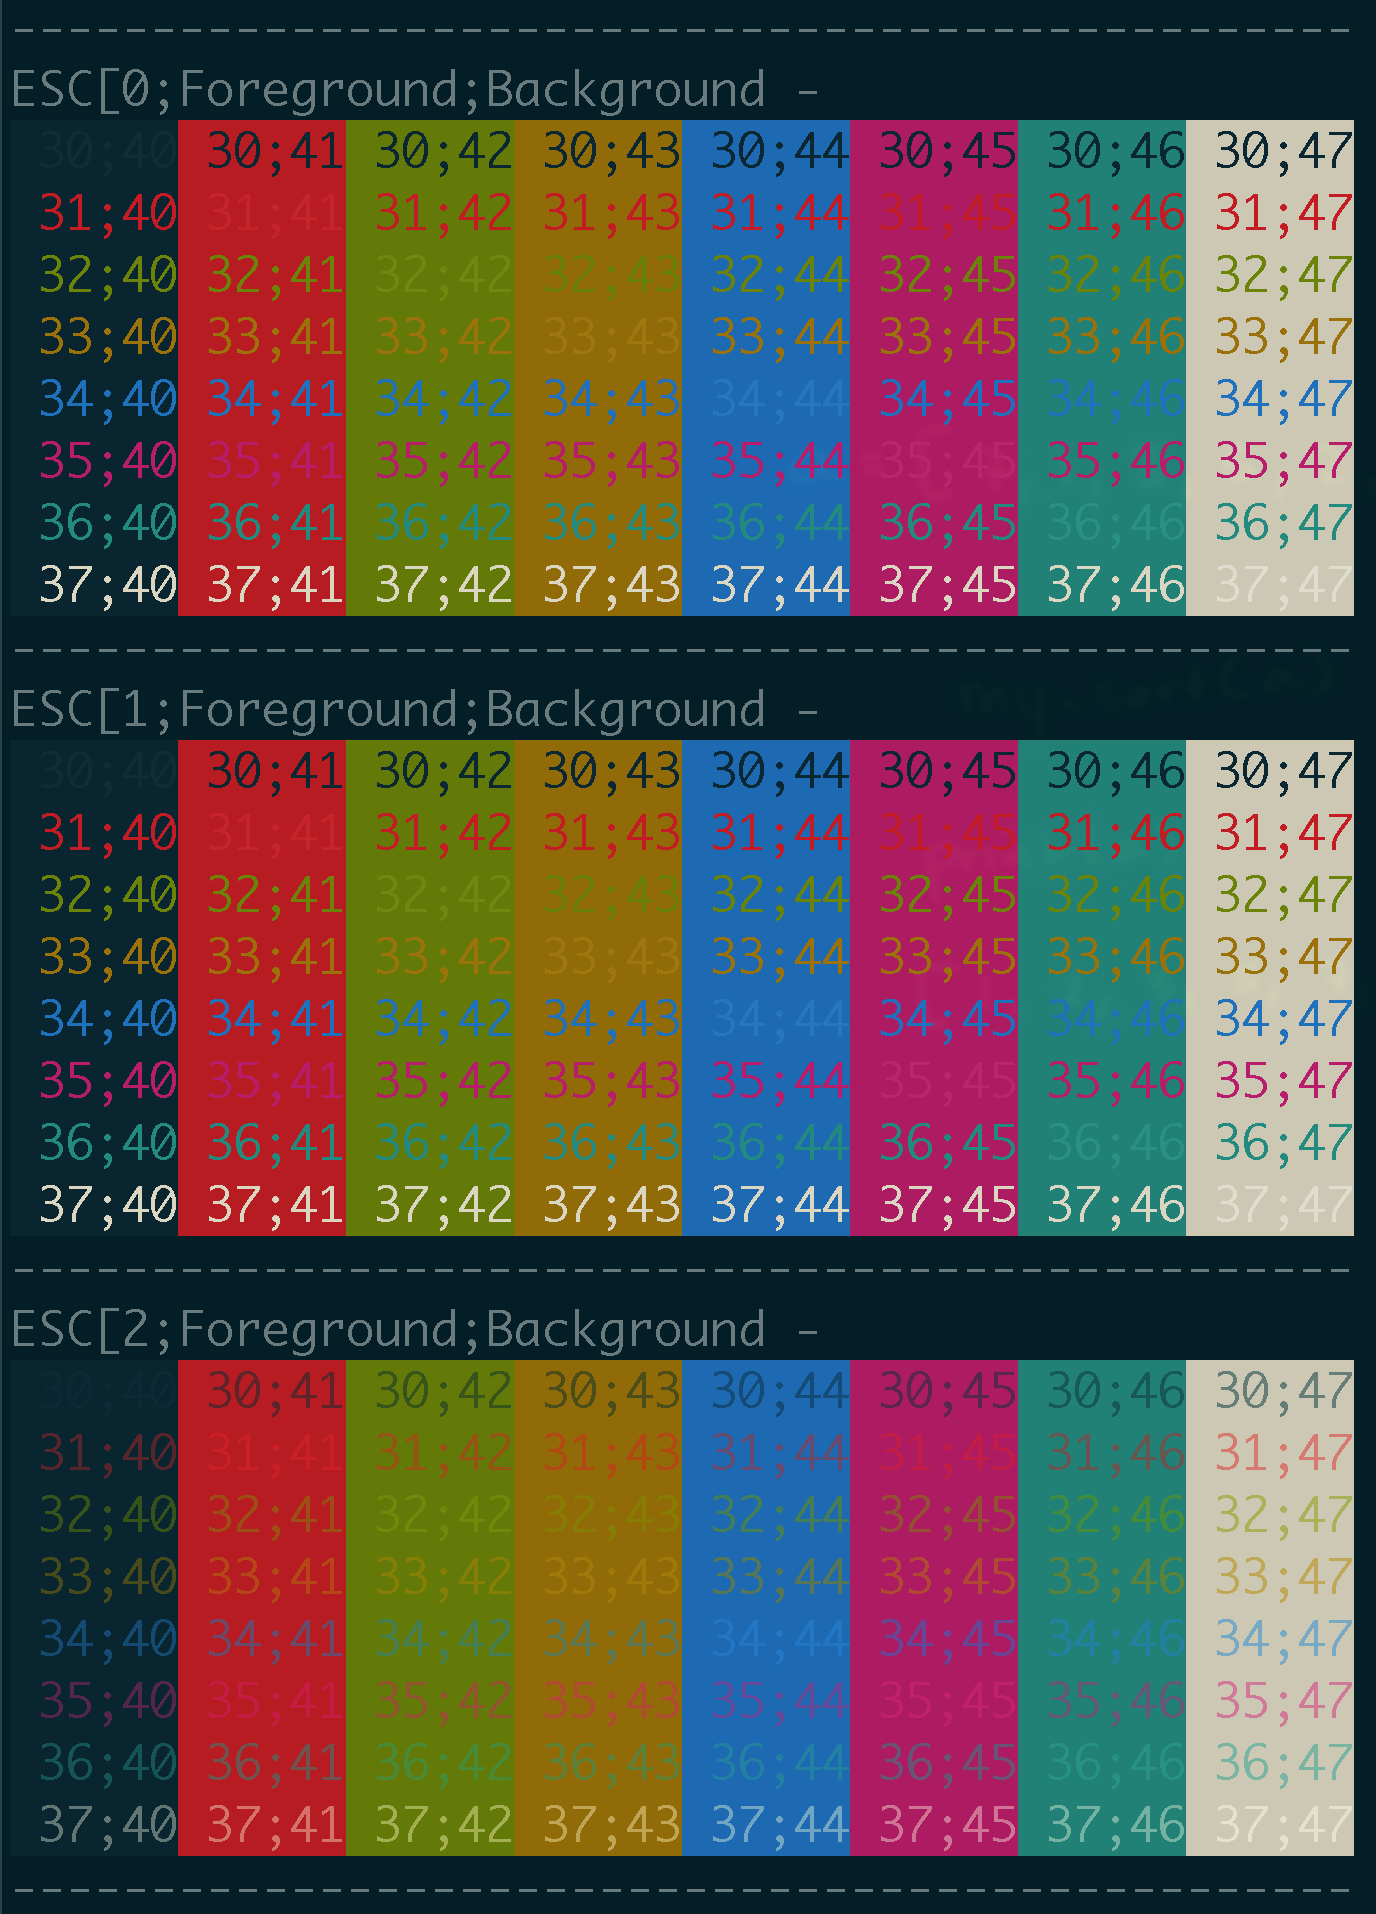 ----------------------------------------------------------------
ESC[0;Foreground;Background -
30;40 30;41 30;42 30;43 30;44 30;45 30;46 30;47
31;40 31;41 31;42 31;43 31;44 31;45 31;46 31;47
32;40 32;41 32;42 32;43 32;44 32;45 32;46 32;47
33;40 33;41 33;42 33;43 33;44 33;45 33;46 33;47
34;40 34;41 34;42 34;43 34;44 34;45 34;46 34;47
35;40 35;41 35;42 35;43 35;44 35;45 35;46 35;47
36;40 36;41 36;42 36;43 36;44 36;45 36;46 36;47
37;40 37;41 37;42 37;43 37;44 37;45 37;46 37;47
----------------------------------------------------------------
my_sort(a)
ESC[1;Foreground;Background -
30;40 30;41 30;42 30;43 30;44 30;45 30;46 30;47
31;40 31;41 31;42 31;43 31;44 31;45 31;46 31;47
32;40 32;41 32;42 32;43 32;44 32;45 32;46 32;47
33;40 33;41 33;42 33;43 33;44 33;45 33;46 33;47
34;40 34;41 34;42 34;43 34;44 34;45 34;46 34;47
35;40 35;41 35;42 35;43 35;44 35;45 35;46 35;47
36;40 36;41 36;42 36;43 36;44 36;45 36;46 36;47
37;40 37;41 37;42 37;43 37;44 37;45 37;46 37;47
----------------------------------------------------------------
ESC[2;Foreground;Background -
30;40 30;41 30;42 30;43 30;44 30;45 30;46 30;47
31;40 31;41 31;42 31;43 31;44 31;45 31;46 31;47
32;40 32;41 32;42 32;43 32;44 32;45 32;46 32;47
33;40 33;41 33;42 33;43 33;44 33;45 33;46 33;47
34;40 34;41 34;42 34;43 34;44 34;45 34;46 34;47
35;40 35;41 35;42 35;43 35;44 35;45 35;46 35;47
36;40 36;41 36;42 36;43 36;44 36;45 36;46 36;47
37;40 37;41 37;42 37;43 37;44 37;45 37;46 37;47
----------------------------------------------------------------